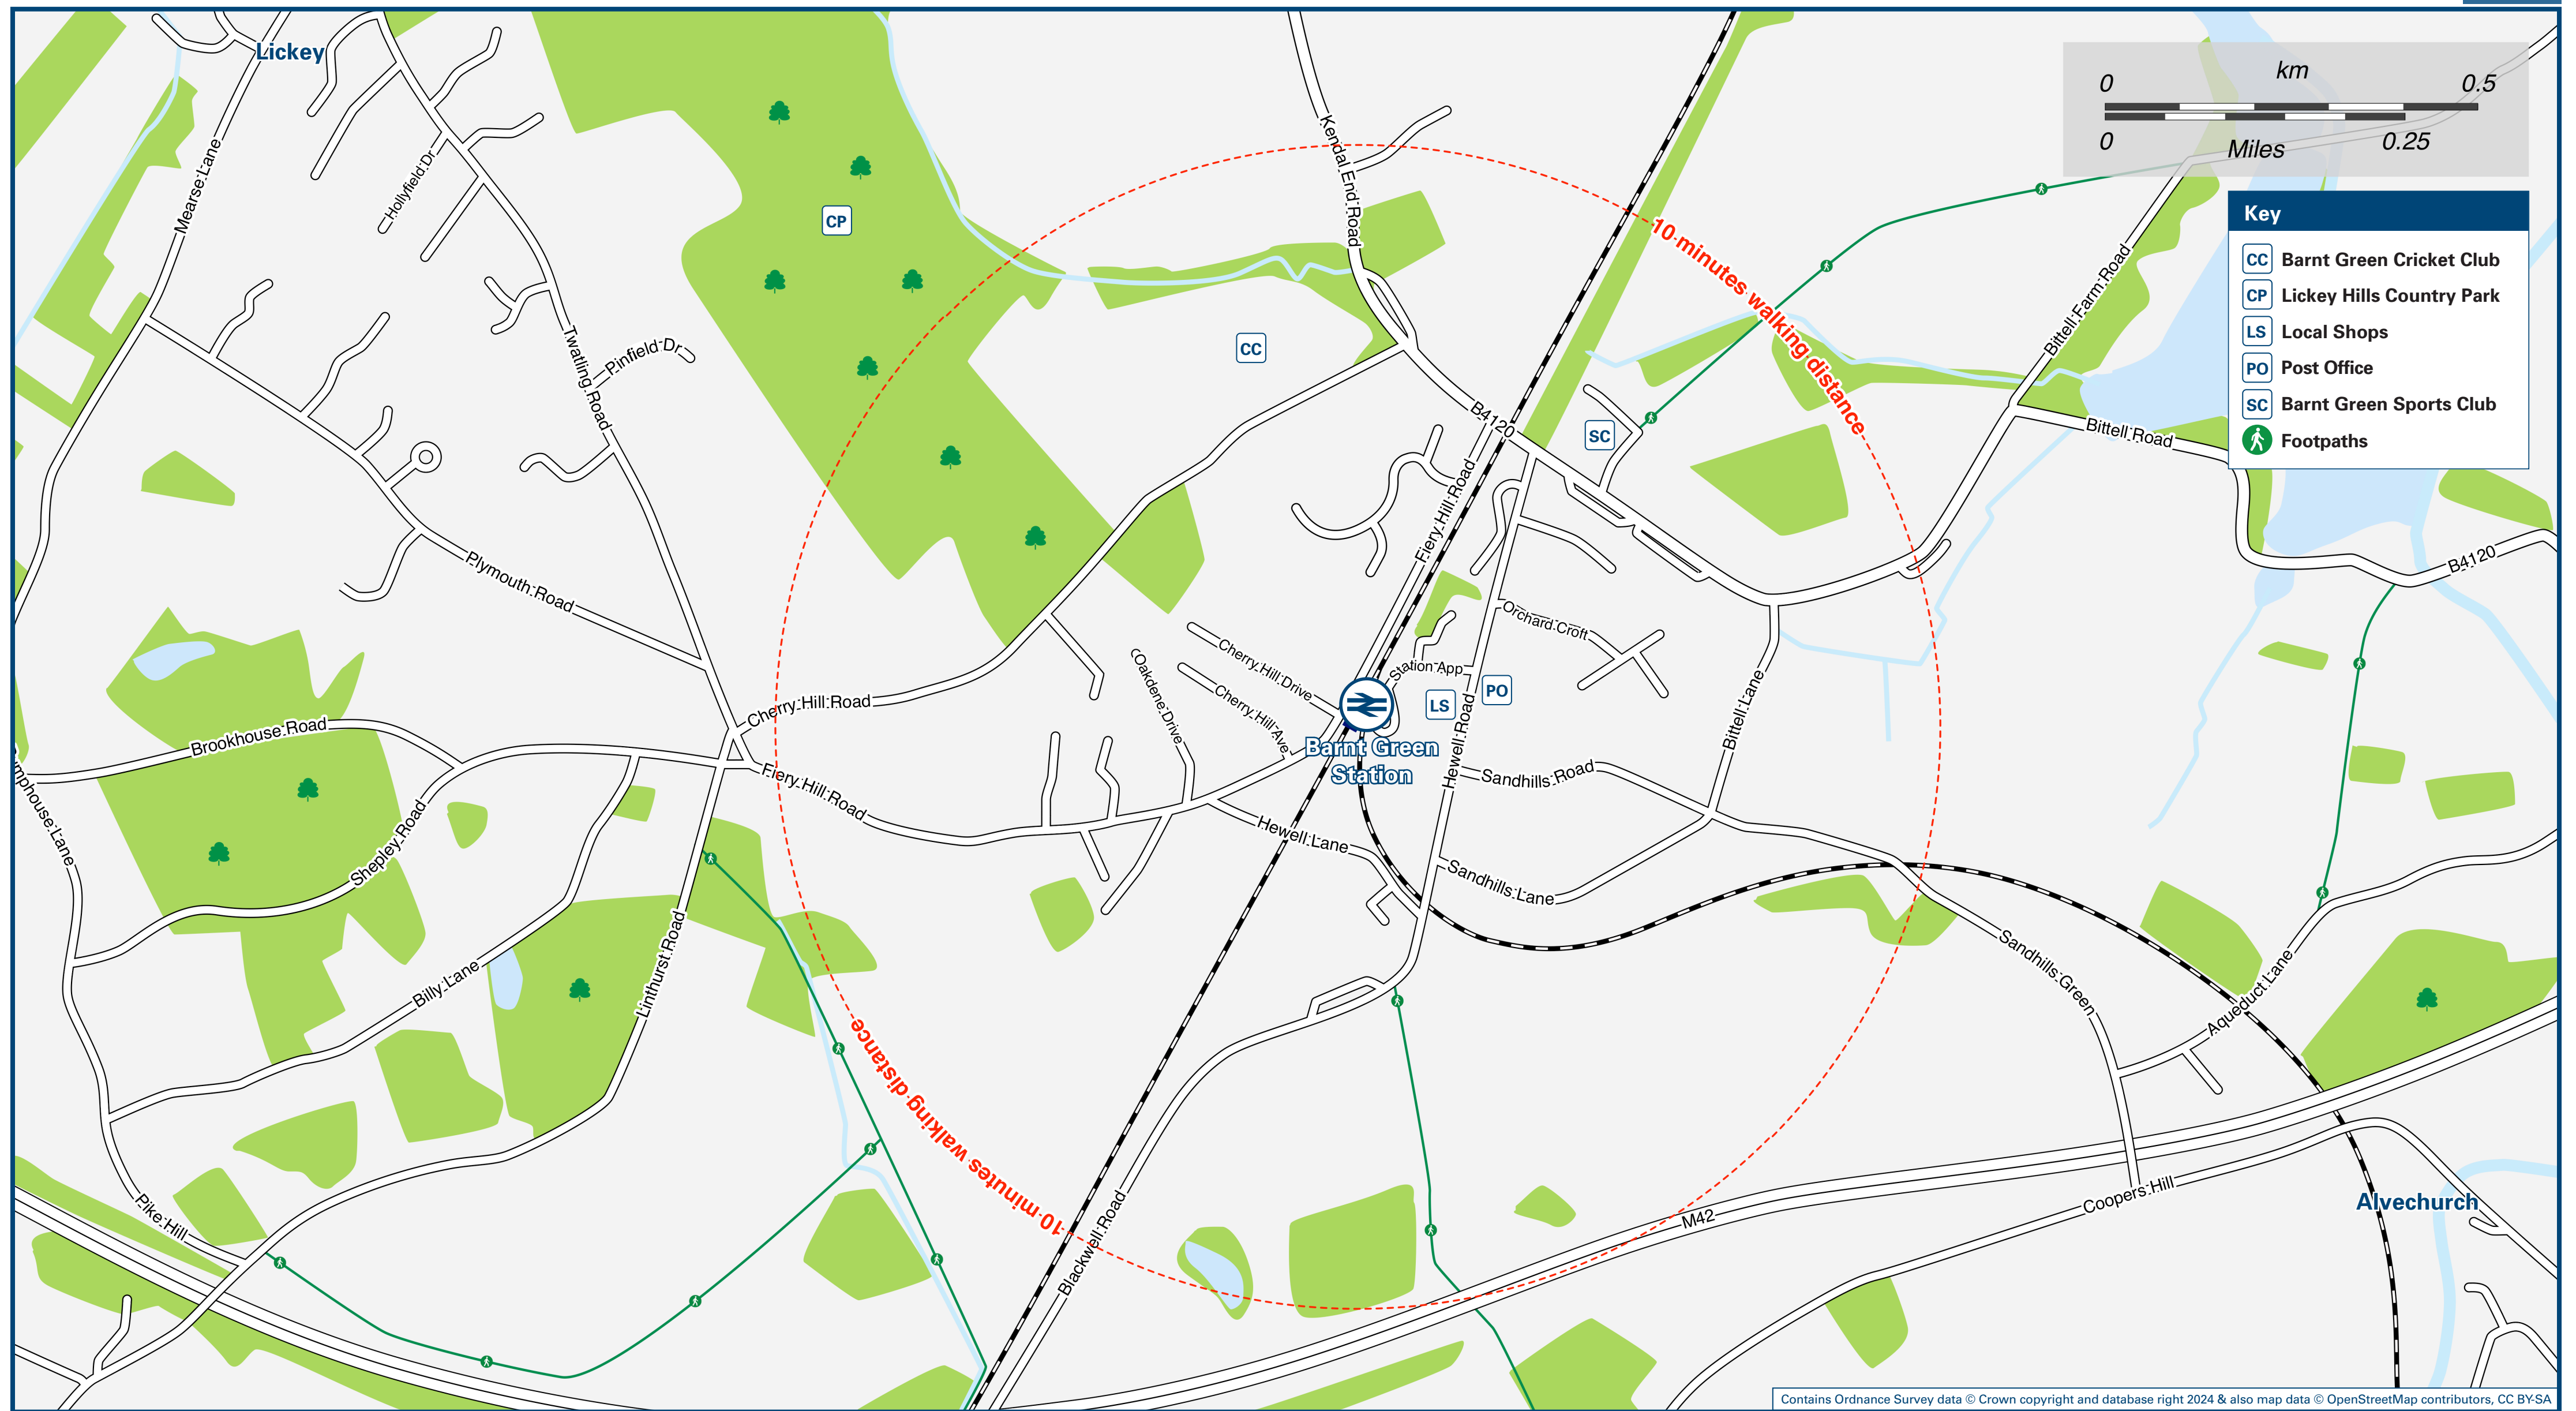 Lickey
km
0 0.5
0 0.25
Miles
Key
CC Barnt Green Cricket Club
CP Lickey Hills Country Park
LS Local Shops
PO Post Office
SC Barnt Green Sports Club
Footpaths
Mearse Lane
Hollyfield Dr
Kendal End Road
CP
10 minutes walking distance
Bittell Farm Road
Twatling Road
Pinfield Dr
CC
B4120
SC
Bittell Road
Fiery Hill Road
B4120
Plymouth Road
Orchard Croft
Cherry Hill Drive
Station App
Oakdene Drive
Cherry Hill Ave
LS
PO
Cherry Hill Road
Brookhouse Road
Bittell Lane
Hewell Road
Barnt Green
Station
Sandhills Road
Fiery Hill Road
mphouse Lane
Shepley Road
Hewell Lane
Sandhills Lane
Linthurst Road
Billy Lane
Sandhills Green
Aqueduct Lane
10 minutes walking distance
Pike Hill
Blackwell Road
M42
Coopers Hill
Alvechurch
Contains Ordnance Survey data © Crown copyright and database right 2024 & also map data © OpenStreetMap contributors, CC BY-SA